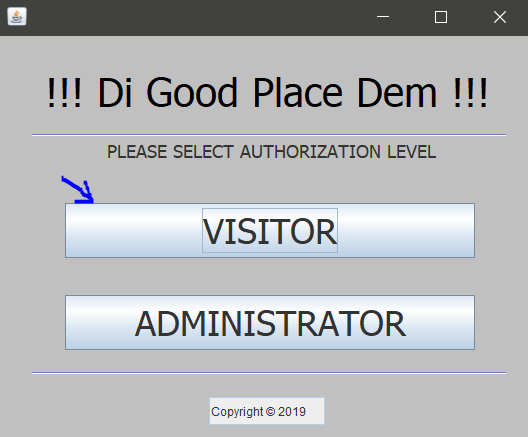 !!! Di Good Place Dem !!!
PLEASE SELECT AUTHORIZATION LEVEL
VISITOR
ADMINISTRATOR
Copyright © 2019